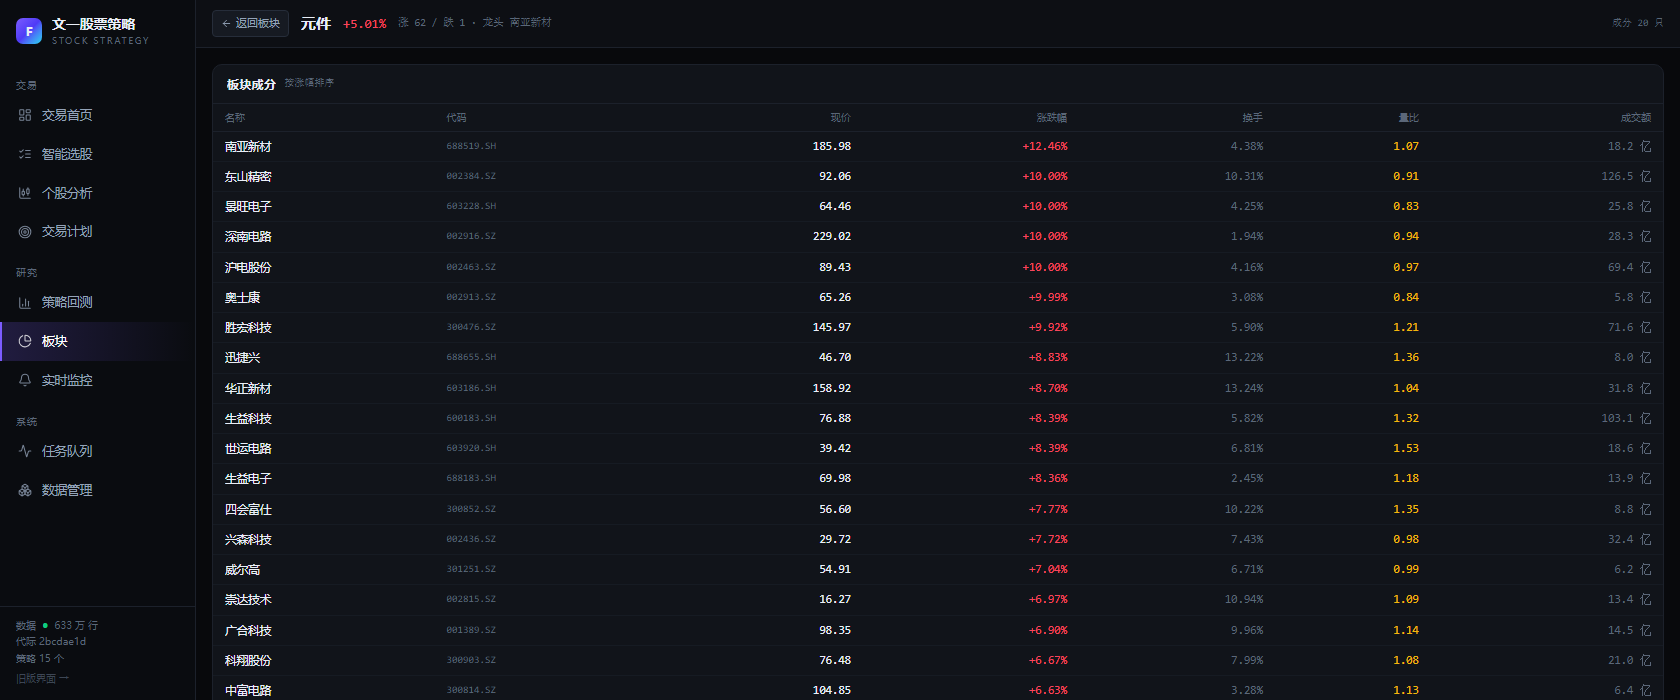 F
文一股票策略
STOCK STRATEGY
交易
交易首页
智能选股
个股分析
交易计划
研究
策略回测
板块
实时监控
系统
任务队列
数据管理
数据 ● 633 万 行
代际 2bcdae1d
策略 15 个
旧版界面 →
← 返回板块 元件 +5.01% 涨 62 / 跌 1 · 龙头 南亚新材 成分 20 只
板块成分 按涨幅排序
名称 代码 现价 涨跌幅 换手 量比 成交额
南亚新材 688519.SH 185.98 +12.46% 4.38% 1.07 18.2 亿
东山精密 002384.SZ 92.06 +10.00% 10.31% 0.91 126.5 亿
景旺电子 603228.SH 64.46 +10.00% 4.25% 0.83 25.8 亿
深南电路 002916.SZ 229.02 +10.00% 1.94% 0.94 28.3 亿
沪电股份 002463.SZ 89.43 +10.00% 4.16% 0.97 69.4 亿
奥士康 002913.SZ 65.26 +9.99% 3.08% 0.84 5.8 亿
胜宏科技 300476.SZ 145.97 +9.92% 5.90% 1.21 71.6 亿
迅捷兴 688655.SH 46.70 +8.83% 13.22% 1.36 8.0 亿
华正新材 603186.SH 158.92 +8.70% 13.24% 1.04 31.8 亿
生益科技 600183.SH 76.88 +8.39% 5.82% 1.32 103.1 亿
世运电路 603920.SH 39.42 +8.39% 6.81% 1.53 18.6 亿
生益电子 688183.SH 69.98 +8.36% 2.45% 1.18 13.9 亿
四会富仕 300852.SZ 56.60 +7.77% 10.22% 1.35 8.8 亿
兴森科技 002436.SZ 29.72 +7.72% 7.43% 0.98 32.4 亿
威尔高 301251.SZ 54.91 +7.04% 6.71% 0.99 6.2 亿
崇达技术 002815.SZ 16.27 +6.97% 10.94% 1.09 13.4 亿
广合科技 001389.SZ 98.35 +6.90% 9.96% 1.14 14.5 亿
科翔股份 300903.SZ 76.48 +6.67% 7.99% 1.08 21.0 亿
中富电路 300814.SZ 104.85 +6.63% 3.28% 1.13 6.4 亿